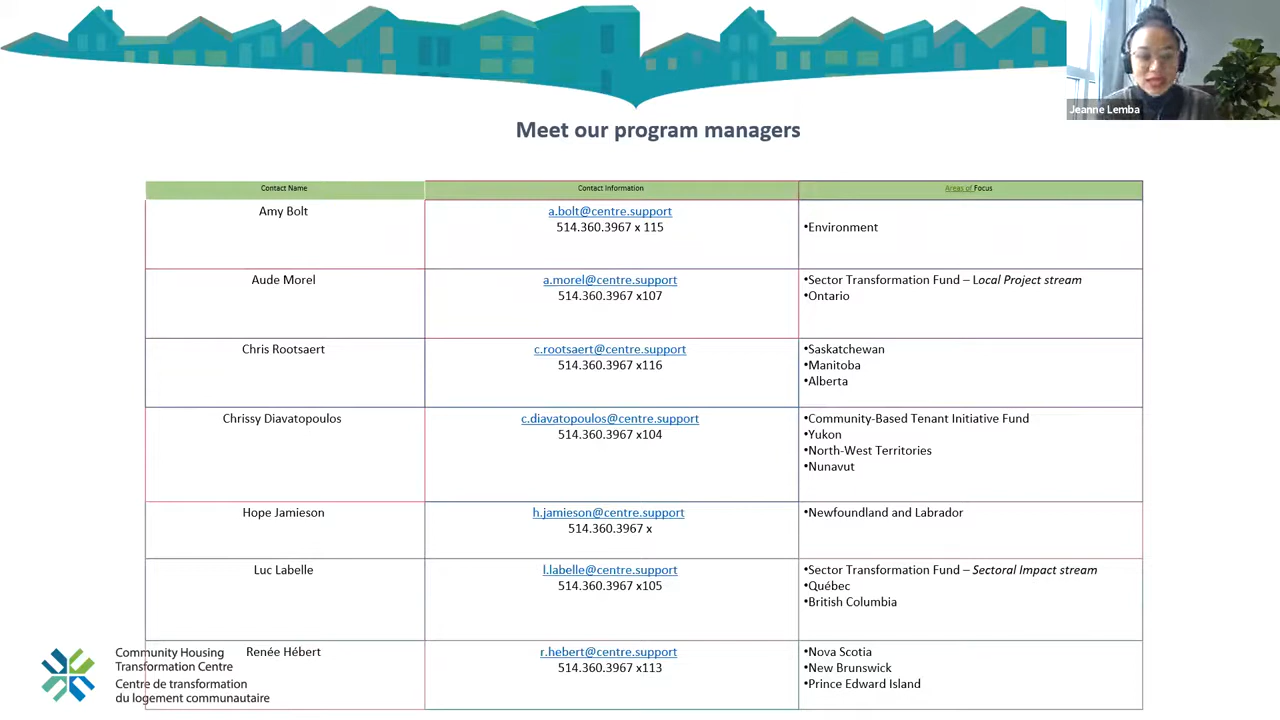 Jeanne Lemba
Meet our program managers
Contact Name
Contact Information
Areas of Focus
Amy Bolt
a.bolt@centre.support
514.360.3967 x 115
•Environment
Aude Morel
a.morel@centre.support
514.360.3967 x107
•Sector Transformation Fund – Local Project stream
•Ontario
Chris Rootsaert
c.rootsaert@centre.support
514.360.3967 x116
•Saskatchewan
•Manitoba
•Alberta
Chrissy Diavatopoulos
c.diavatopoulos@centre.support
514.360.3967 x104
•Community-Based Tenant Initiative Fund
•Yukon
•North-West Territories
•Nunavut
Hope Jamieson
h.jamieson@centre.support
514.360.3967 x
•Newfoundland and Labrador
Luc Labelle
l.labelle@centre.support
514.360.3967 x105
•Sector Transformation Fund – Sectoral Impact stream
•Québec
•British Columbia
Renée Hébert
r.hebert@centre.support
514.360.3967 x113
•Nova Scotia
•New Brunswick
•Prince Edward Island
Community Housing
Transformation Centre
Centre de transformation
du logement communautaire